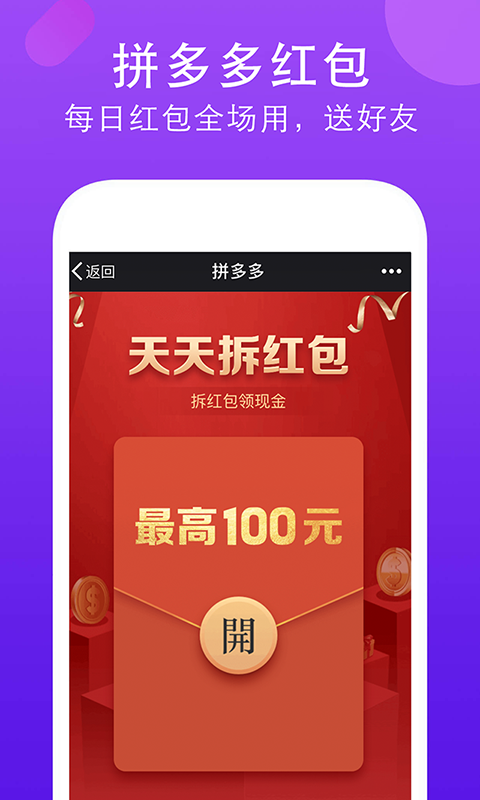 拼多多红包
每日红包全场用，送好友
返回 拼多多
天天拆红包
拆红包领现金
最高100元
開